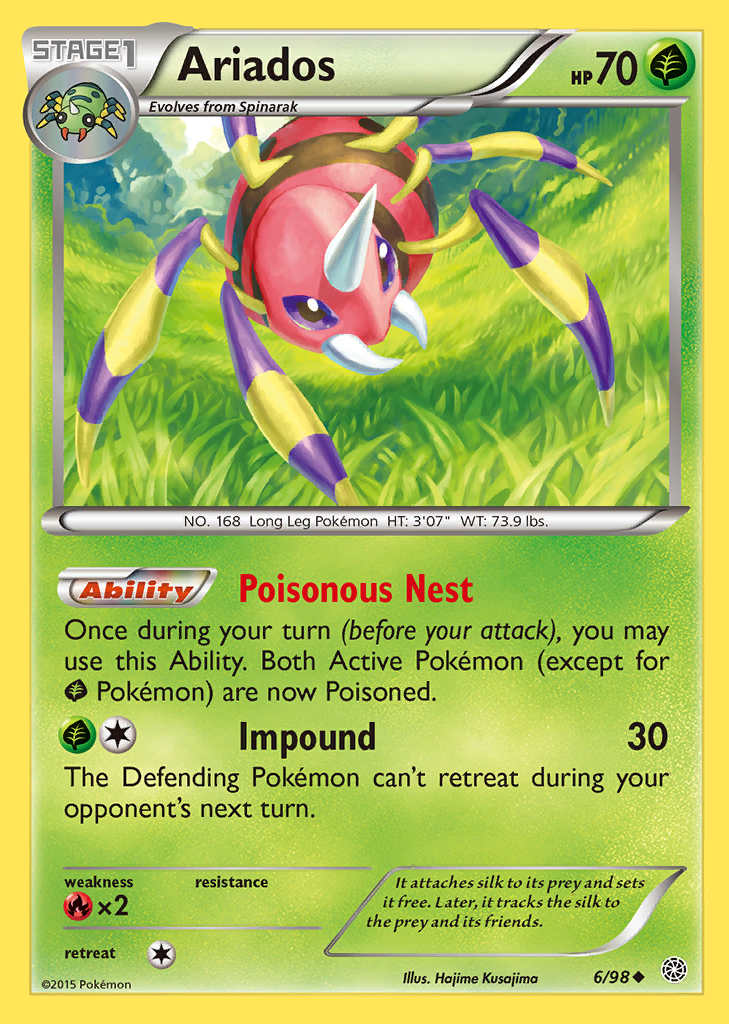 STAGE1
Ariados
HP70
Evolves from Spinarak
NO. 168  Long Leg Pokémon  HT: 3'07"  WT: 73.9 lbs.
Ability Poisonous Nest
Once during your turn (before your attack), you may
use this Ability. Both Active Pokémon (except for
Pokémon) are now Poisoned.
Impound 30
The Defending Pokémon can't retreat during your
opponent's next turn.
weakness resistance
×2
It attaches silk to its prey and sets
it free. Later, it tracks the silk to
the prey and its friends.
retreat
©2015 Pokémon
Illus. Hajime Kusajima
6/98